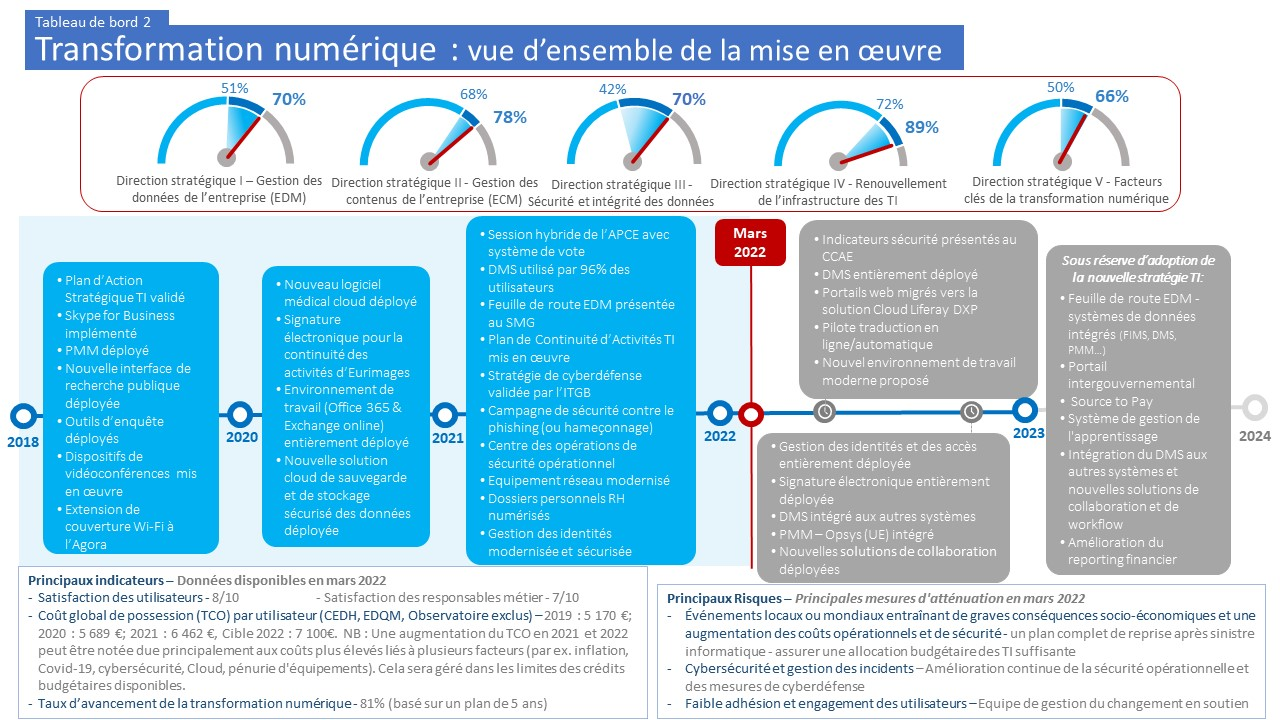 Tableau de bord 2
Transformation numérique : vue d’ensemble de la mise en œuvre
51%
70%
Direction stratégique I – Gestion des
données de l’entreprise (EDM)
68%
78%
Direction stratégique II - Gestion des
contenus de l’entreprise (ECM)
42%
70%
Direction stratégique III -
Sécurité et intégrité des données
72%
89%
Direction stratégique IV - Renouvellement
de l’infrastructure des TI
50%
66%
Direction stratégique V - Facteurs
clés de la transformation numérique
2018
• Plan d’Action
Stratégique TI validé
• Skype for Business
implémenté
• PMM déployé
• Nouvelle interface de
recherche publique
déployée
• Outils d’enquête
déployés
• Dispositifs de
vidéoconférences mis
en œuvre
• Extension de
couverture Wi-Fi à
l’Agora
2020
• Nouveau logiciel
médical cloud déployé
• Signature
électronique pour la
continuité des
activités d’Eurimages
• Environnement de
travail (Office 365 &
Exchange online)
entièrement déployé
• Nouvelle solution
cloud de sauvegarde
et de stockage
sécurisé des données
déployée
2021
• Session hybride de l’APCE avec
système de vote
• DMS utilisé par 96% des
utilisateurs
• Feuille de route EDM présentée
au SMG
• Plan de Continuité d’Activités TI
mis en œuvre
• Stratégie de cyberdéfense
validée par l’ITGB
• Campagne de sécurité contre le
phishing (ou hameçonnage)
• Centre des opérations de
sécurité opérationnel
• Equipement réseau modernisé
• Dossiers personnels RH
numérisés
• Gestion des identités
modernisée et sécurisée
2022
Mars
2022
• Indicateurs sécurité présentés au
CCAE
• DMS entièrement déployé
• Portails web migrés vers la
solution Cloud Liferay DXP
• Pilote traduction en
ligne/automatique
• Nouvel environnement de travail
moderne proposé
• Gestion des identités et des accès
entièrement déployée
• Signature électronique entièrement
déployée
• DMS intégré aux autres systèmes
• PMM – Opsys (UE) intégré
• Nouvelles solutions de collaboration
déployées
2023
Sous réserve d’adoption de
la nouvelle stratégie TI:
• Feuille de route EDM -
systèmes de données
intégrés (FIMS, DMS,
PMM…)
• Portail
intergouvernemental
• Source to Pay
• Système de gestion de
l’apprentissage
• Intégration du DMS aux
autres systèmes et
nouvelles solutions de
collaboration et de
workflow
• Amélioration du
reporting financier
2024
Principaux indicateurs – Données disponibles en mars 2022
- Satisfaction des utilisateurs - 8/10 - Satisfaction des responsables métier - 7/10
- Coût global de possession (TCO) par utilisateur (CEDH, EDQM, Observatoire exclus) – 2019 : 5 170 €;
2020 : 5 689 €; 2021 : 6 462 €, Cible 2022 : 7 100€. NB : Une augmentation du TCO en 2021 et 2022
peut être notée due principalement aux coûts plus élevés liés à plusieurs facteurs (par ex. inflation,
Covid-19, cybersécurité, Cloud, pénurie d'équipements). Cela sera géré dans les limites des crédits
budgétaires disponibles.
- Taux d’avancement de la transformation numérique - 81% (basé sur un plan de 5 ans)
Principaux Risques – Principales mesures d'atténuation en mars 2022
- Événements locaux ou mondiaux entraînant de graves conséquences socio-économiques et une
augmentation des coûts opérationnels et de sécurité - un plan complet de reprise après sinistre
informatique - assurer une allocation budgétaire des TI suffisante
- Cybersécurité et gestion des incidents – Amélioration continue de la sécurité opérationnelle et
des mesures de cyberdéfense
- Faible adhésion et engagement des utilisateurs – Equipe de gestion du changement en soutien